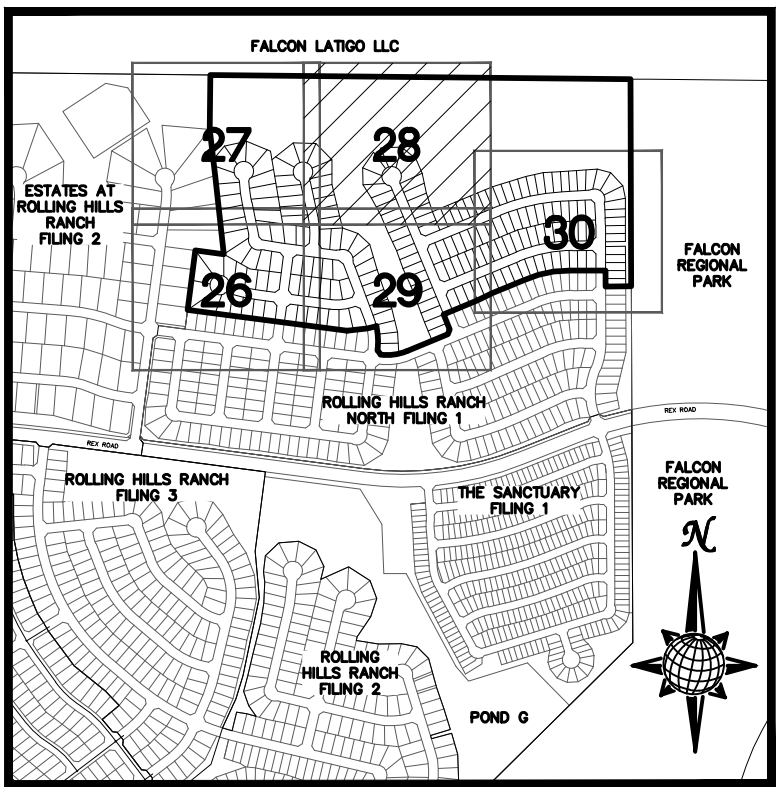 FALCON LATIGO LLC
27
28
ESTATES AT
ROLLING HILLS
RANCH
FILING 2
30
FALCON
REGIONAL
PARK
26
29
ROLLING HILLS RANCH
NORTH FILING 1
REX ROAD
REX ROAD
ROLLING HILLS RANCH
FILING 3
THE SANCTUARY
FILING 1
FALCON
REGIONAL
PARK
N
ROLLING
HILLS RANCH
FILING 2
POND G